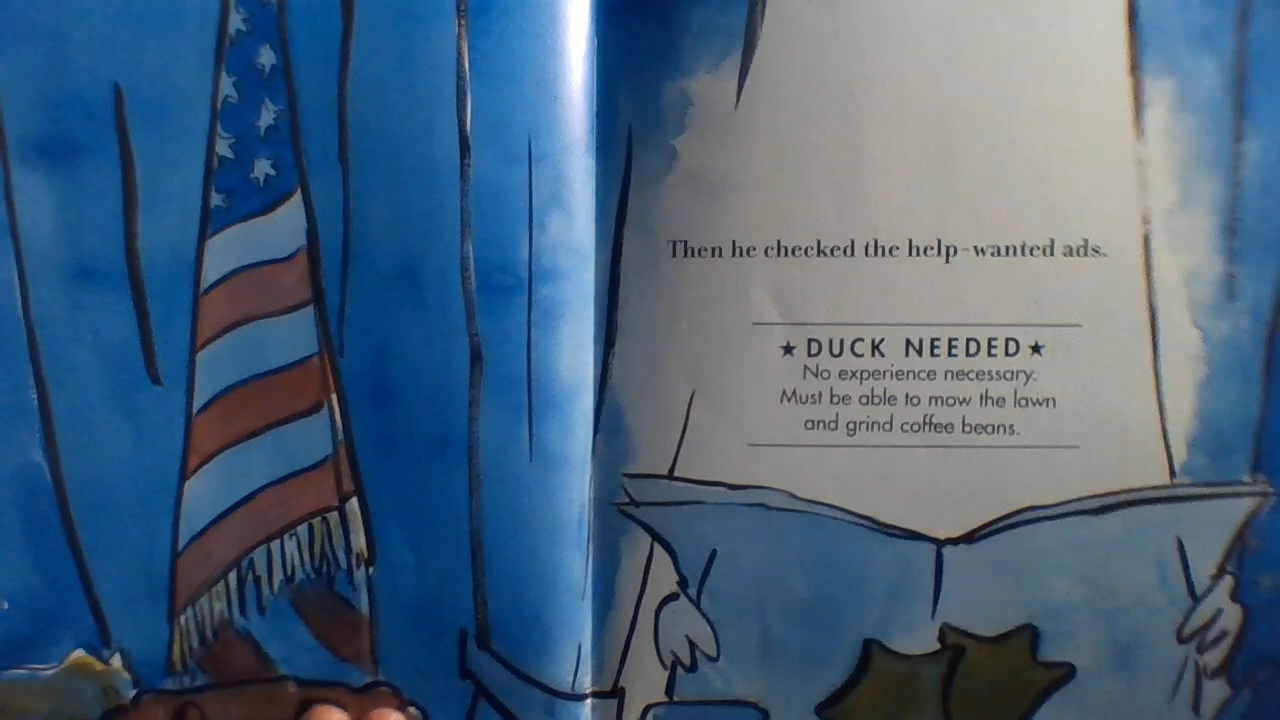 Then he checked the help-wanted ads.
★DUCK NEEDED★
No experience necessary.
Must be able to mow the lawn
and grind coffee beans.